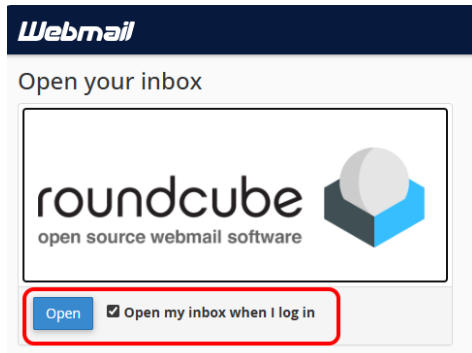 Webmail
Open your inbox
roundcube
open source webmail software
Open
Open my inbox when I log in